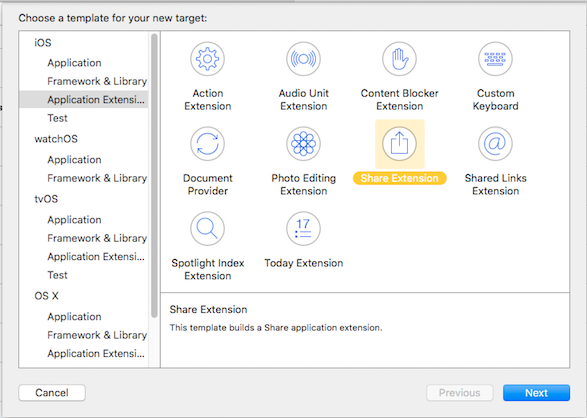 Choose a template for your new target:
iOS
Application
Framework & Library
Application Extensi...
Test
watchOS
Application
Framework & Library
tvOS
Application
Framework & Library
Application Extensi...
Test
OS X
Application
Framework & Library
Application Extensi...
Action
Extension
Audio Unit
Extension
Content Blocker
Extension
Custom
Keyboard
Document
Provider
Photo Editing
Extension
Share Extension
@
Shared Links
Extension
Spotlight Index
Extension
17
Today Extension
Share Extension
This template builds a Share application extension.
Cancel
Previous
Next